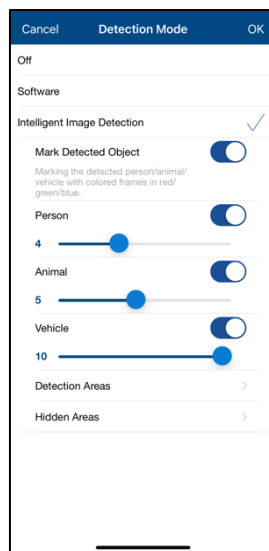 Cancel Detection Mode OK
Off
Software
Intelligent Image Detection
Mark Detected Object
Marking the detected person/animal/
vehicle with colored frames in red/
green/blue.
Person
4
Animal
5
Vehicle
10
Detection Areas
Hidden Areas